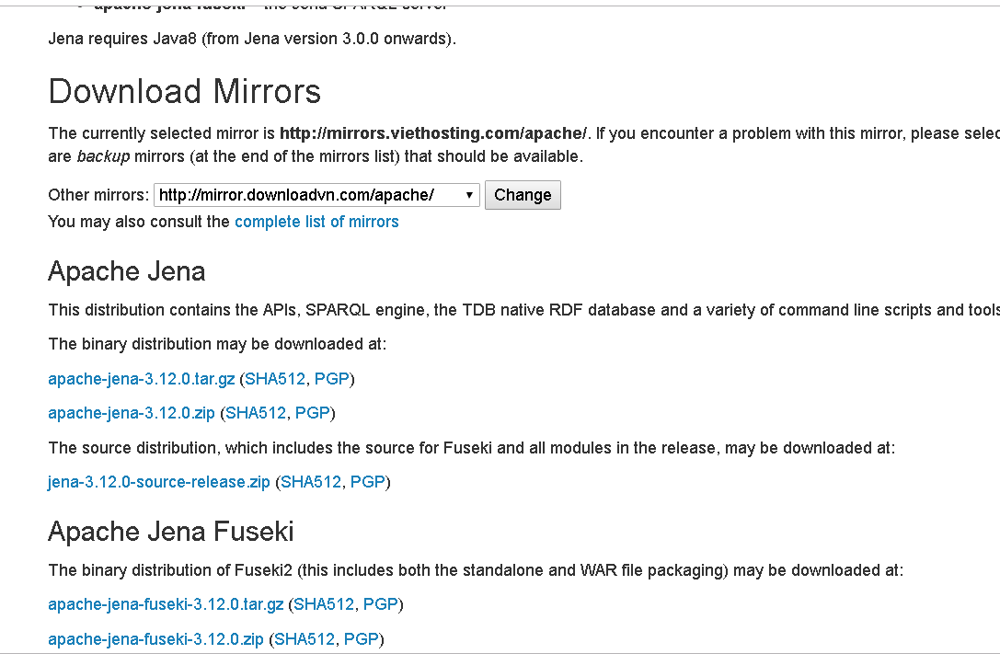 Jena requires Java8 (from Jena version 3.0.0 onwards).
Download Mirrors
The currently selected mirror is http://mirrors.viethosting.com/apache/. If you encounter a problem with this mirror, please
are backup mirrors (at the end of the mirrors list) that should be available.
Other mirrors: http://mirror.downloadvn.com/apache/ Change
You may also consult the complete list of mirrors
Apache Jena
This distribution contains the APIs, SPARQL engine, the TDB native RDF database and a variety of command line scripts and tools
The binary distribution may be downloaded at:
apache-jena-3.12.0.tar.gz (SHA512, PGP)
apache-jena-3.12.0.zip (SHA512, PGP)
The source distribution, which includes the source for Fuseki and all modules in the release, may be downloaded at:
jena-3.12.0-source-release.zip (SHA512, PGP)
Apache Jena Fuseki
The binary distribution of Fuseki2 (this includes both the standalone and WAR file packaging) may be downloaded at:
apache-jena-fuseki-3.12.0.tar.gz (SHA512, PGP)
apache-jena-fuseki-3.12.0.zip (SHA512, PGP)